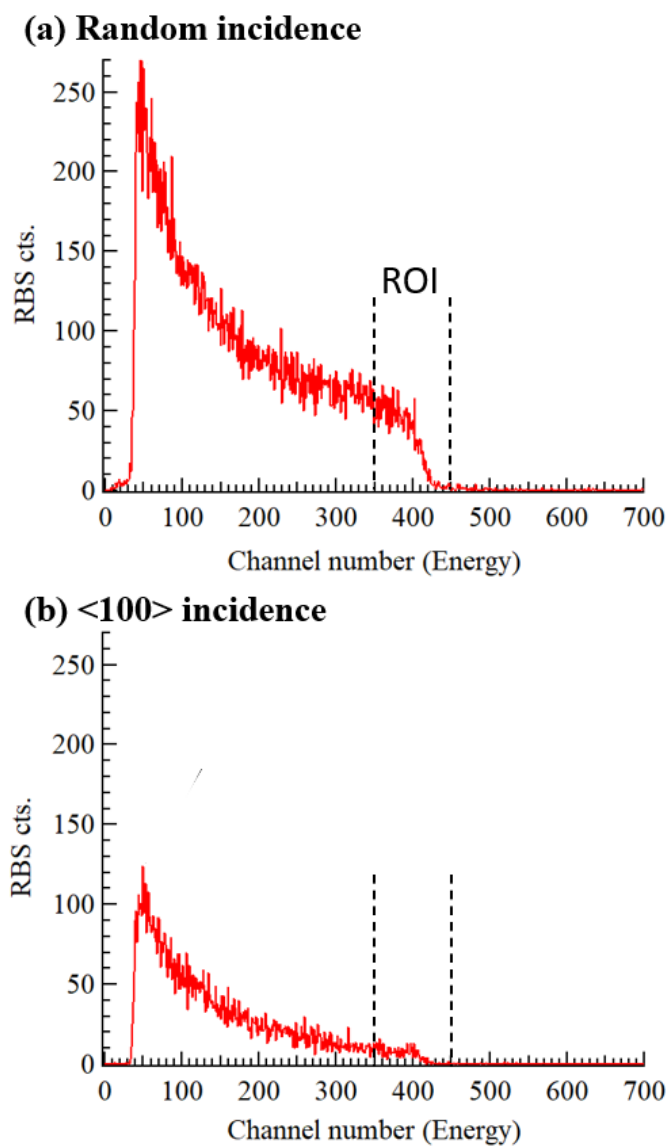 (a) Random incidence
250
200
150
100
50
0
RBS cts.
ROI
0 100 200 300 400 500 600 700
Channel number (Energy)
(b) <100> incidence
250
200
150
100
50
0
RBS cts.
0 100 200 300 400 500 600 700
Channel number (Energy)